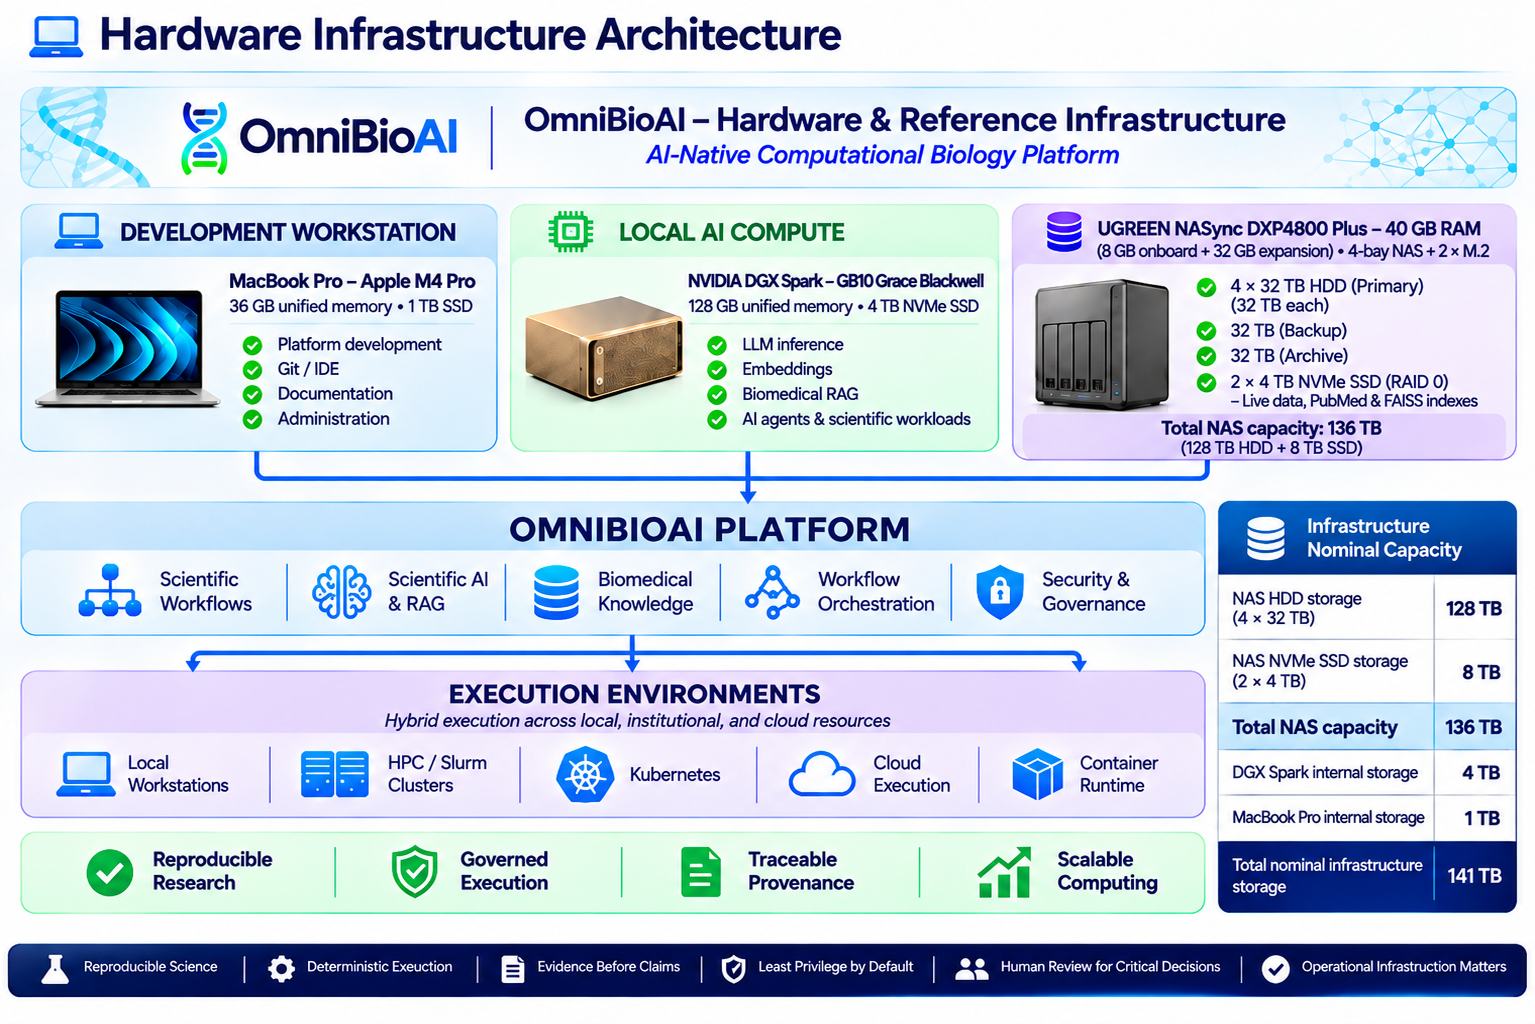 Hardware Infrastructure Architecture
OmniBioAI
OmniBioAI – Hardware & Reference Infrastructure
AI-Native Computational Biology Platform
DEVELOPMENT WORKSTATION
MacBook Pro – Apple M4 Pro
36 GB unified memory • 1 TB SSD
Platform development
Git / IDE
Documentation
Administration
LOCAL AI COMPUTE
NVIDIA DGX Spark – GB10 Grace Blackwell
128 GB unified memory • 4 TB NVMe SSD
LLM inference
Embeddings
Biomedical RAG
AI agents & scientific workloads
UGREEN NASync DXP4800 Plus – 40 GB RAM
(8 GB onboard + 32 GB expansion) • 4-bay NAS + 2 × M.2
4 × 32 TB HDD (Primary)
(32 TB each)
32 TB (Backup)
32 TB (Archive)
2 × 4 TB NVMe SSD (RAID 0)
– Live data, PubMed & FAISS indexes
Total NAS capacity: 136 TB
(128 TB HDD + 8 TB SSD)
OMNIBIOAI PLATFORM
Scientific
Workflows
Scientific AI
& RAG
Biomedical
Knowledge
Workflow
Orchestration
Security &
Governance
EXECUTION ENVIRONMENTS
Hybrid execution across local, institutional, and cloud resources
Local
Workstations
HPC / Slurm
Clusters
Kubernetes
Cloud
Execution
Container
Runtime
Reproducible
Research
Governed
Execution
Traceable
Provenance
Scalable
Computing
Infrastructure
Nominal Capacity
NAS HDD storage
(4 × 32 TB)
128 TB
NAS NVMe SSD storage
(2 × 4 TB)
8 TB
Total NAS capacity
136 TB
DGX Spark internal storage
4 TB
MacBook Pro internal storage
1 TB
Total nominal infrastructure
storage
141 TB
Reproducible Science
Deterministic Exeuction
Evidence Before Claims
Least Privilege by Default
Human Review for Critical Decisions
Operational Infrastruction Matters